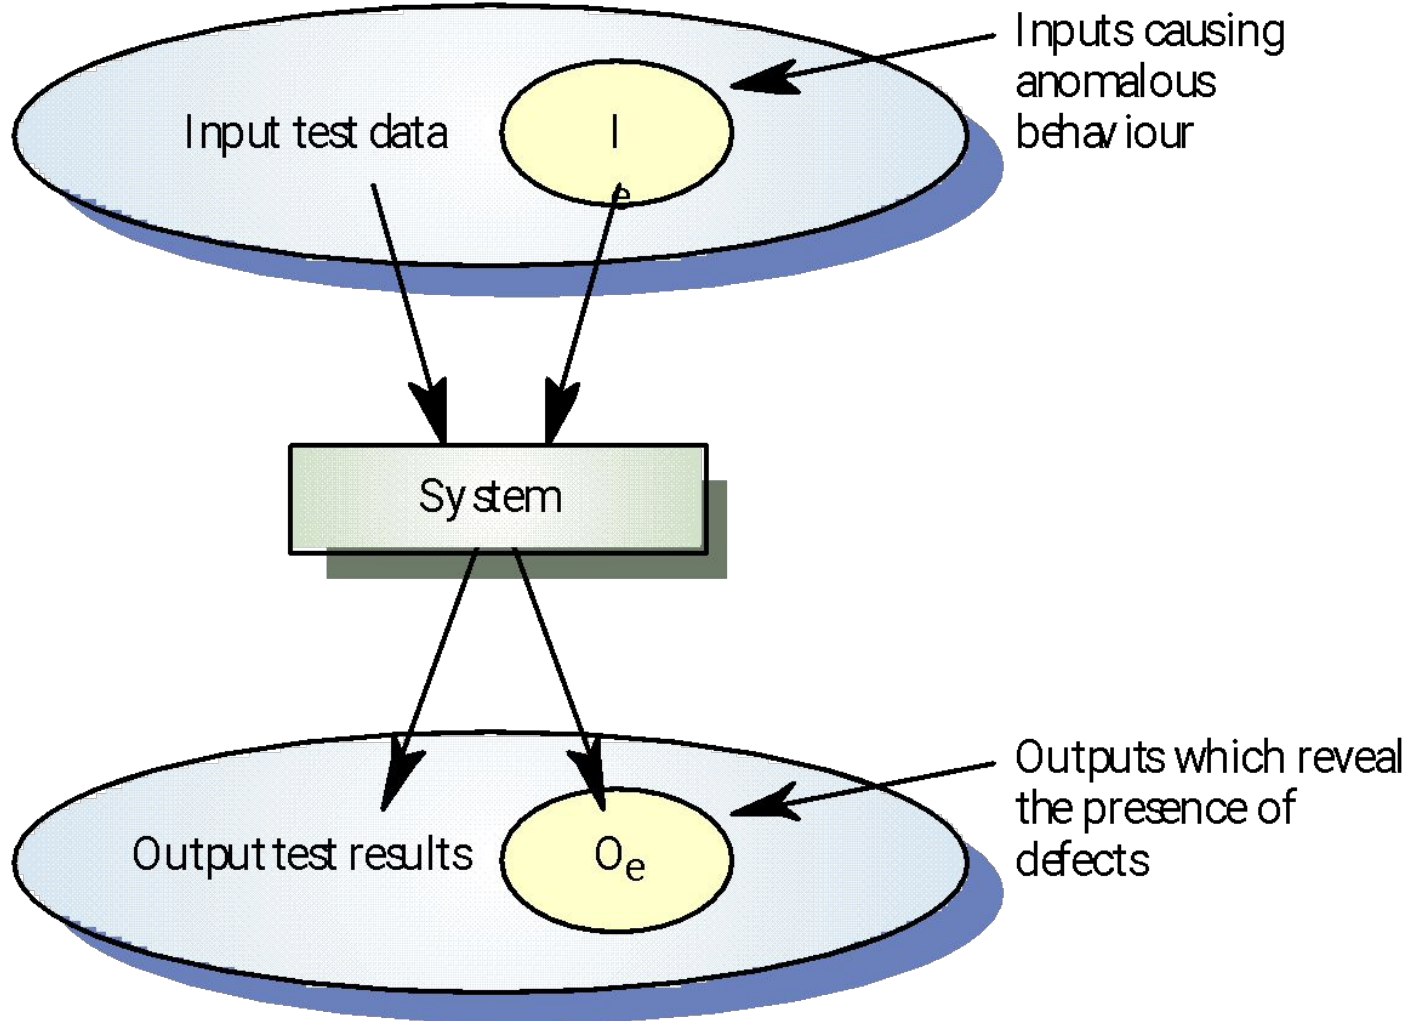 Inputs causing
anomalous
behaviour
Input test data
I
e
System
Outputs which reveal
the presence of
defects
Output test results
Oe